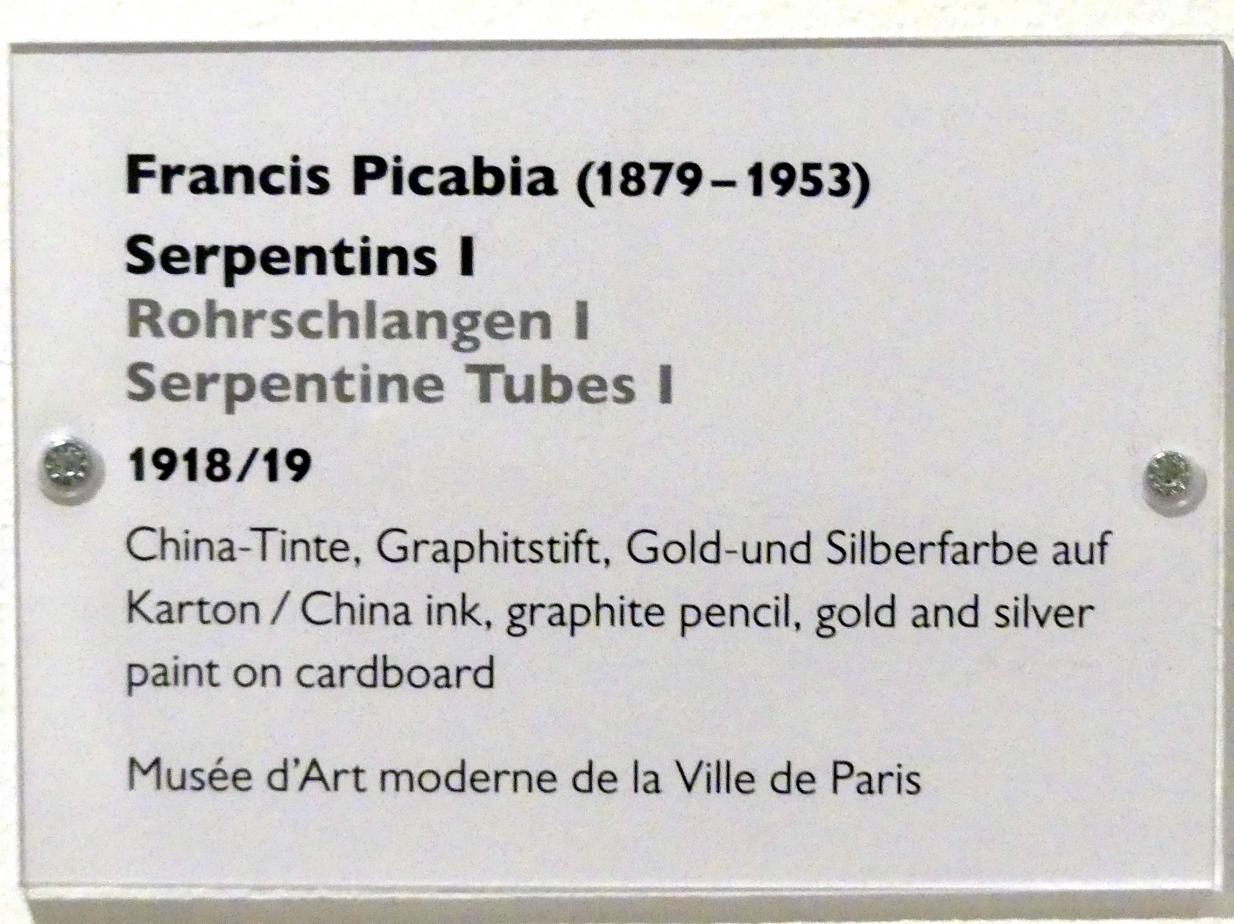 Francis Picabia (1879 – 1953)
Serpentins I
Rohrschlangen I
Serpentine Tubes I
1918/19
China-Tinte, Graphitstift, Gold-und Silberfarbe auf
Karton / China ink, graphite pencil, gold and silver
paint on cardboard
Musée d’Art moderne de la Ville de Paris